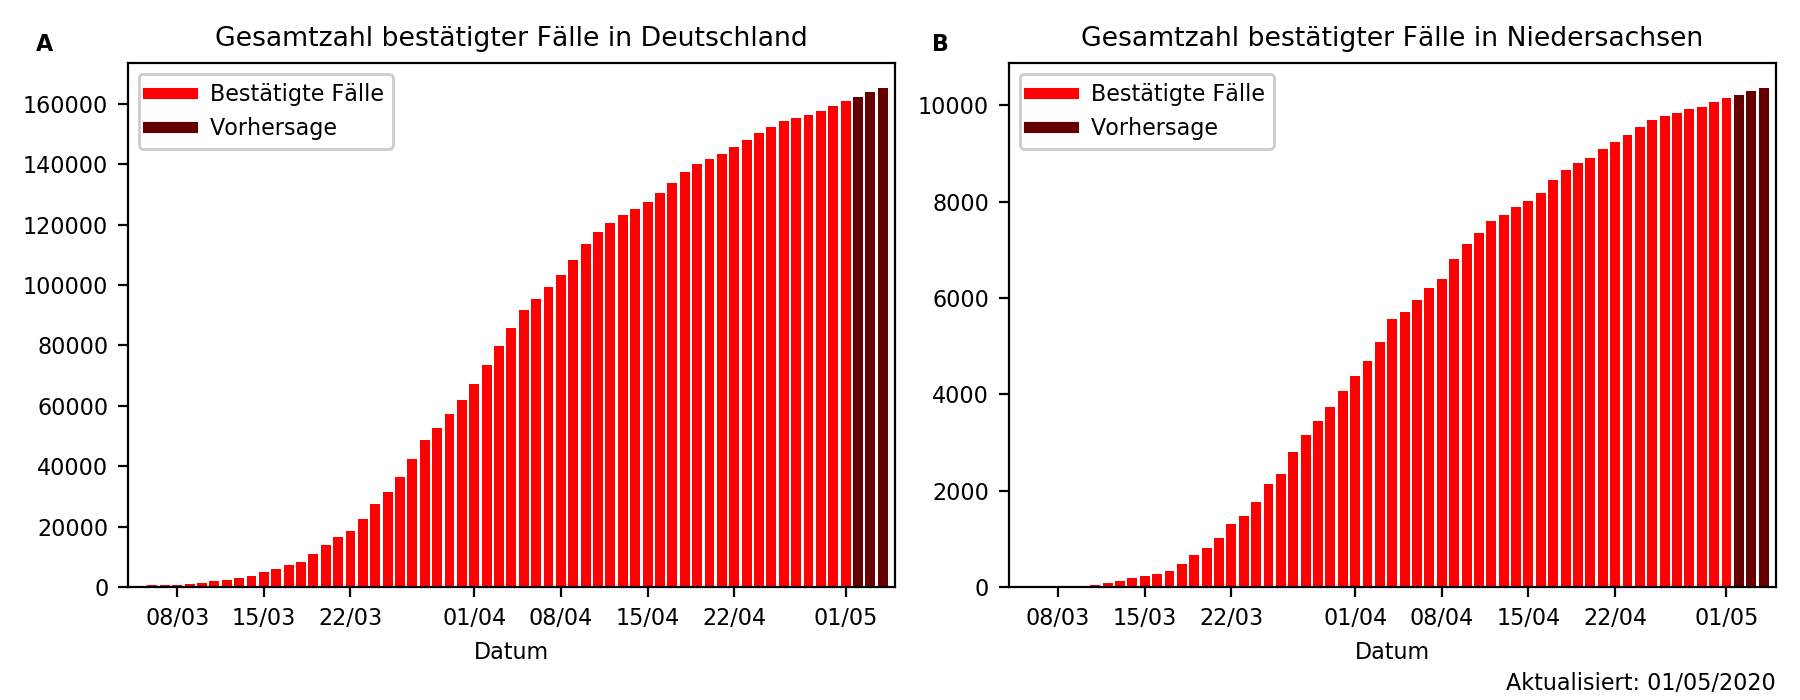 A
Gesamtzahl bestätigter Fälle in Deutschland
Bestätigte Fälle
Vorhersage
160000
140000
120000
100000
80000
60000
40000
20000
0
08/03 15/03 22/03 01/04 08/04 15/04 22/04 01/05
Datum
B
Gesamtzahl bestätigter Fälle in Niedersachsen
Bestätigte Fälle
Vorhersage
10000
8000
6000
4000
2000
0
08/03 15/03 22/03 01/04 08/04 15/04 22/04 01/05
Datum
Aktualisiert: 01/05/2020